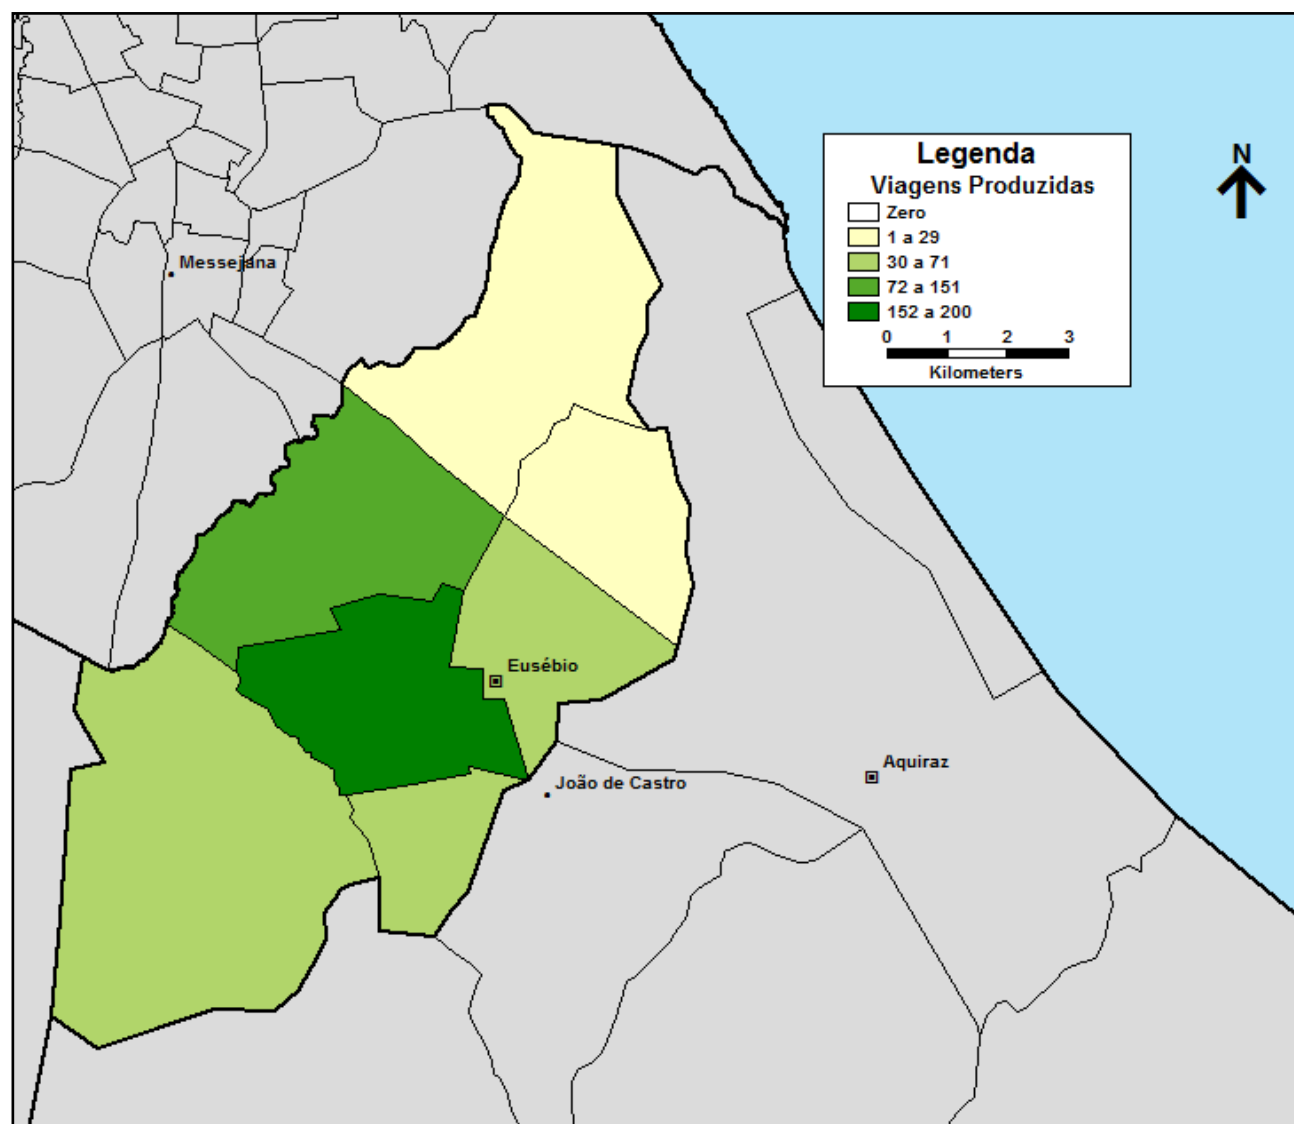 Legenda
Viagens Produzidas
Zero
1 a 29
30 a 71
72 a 151
152 a 200
0 1 2 3
Kilometers
N
Messejana
Eusébio
Aquiraz
João de Castro